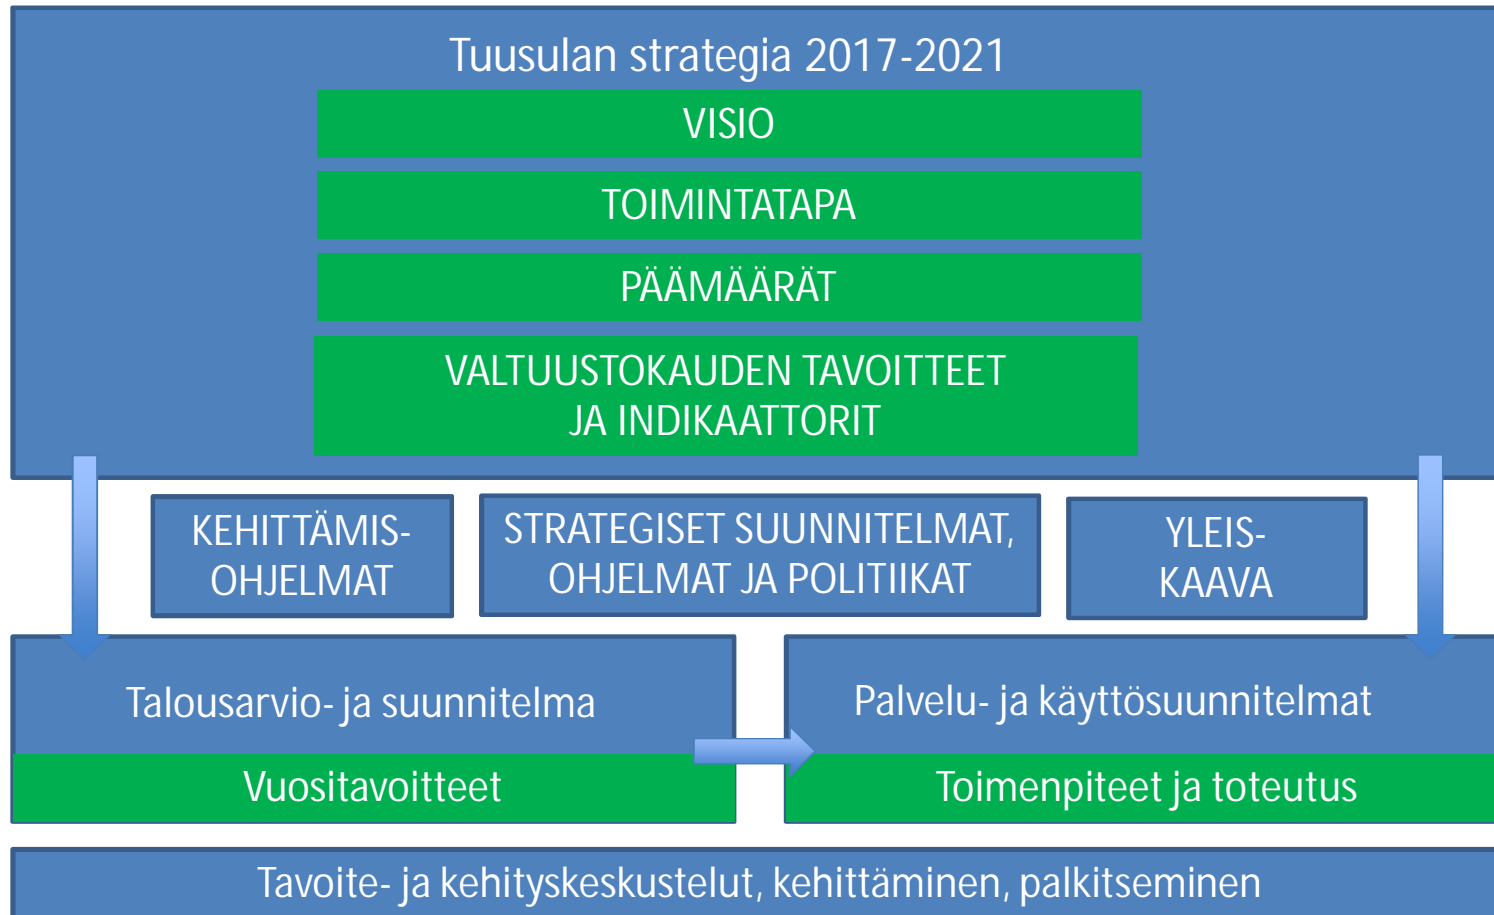 Tuusulan strategia 2017-2021
VISIO
TOIMINTATAPA
PÄÄMÄÄRÄT
VALTUUSTOKAUDEN TAVOITTEET
JA INDIKAATTORIT
KEHITTÄMIS-
OHJELMAT
STRATEGISET SUUNNITELMAT,
OHJELMAT JA POLITIIKAT
YLEIS-
KAAVA
Talousarvio- ja suunnitelma
Vuositavoitteet
Palvelu- ja käyttösuunnitelmat
Toimenpiteet ja toteutus
Tavoite- ja kehityskeskustelut, kehittäminen, palkitseminen